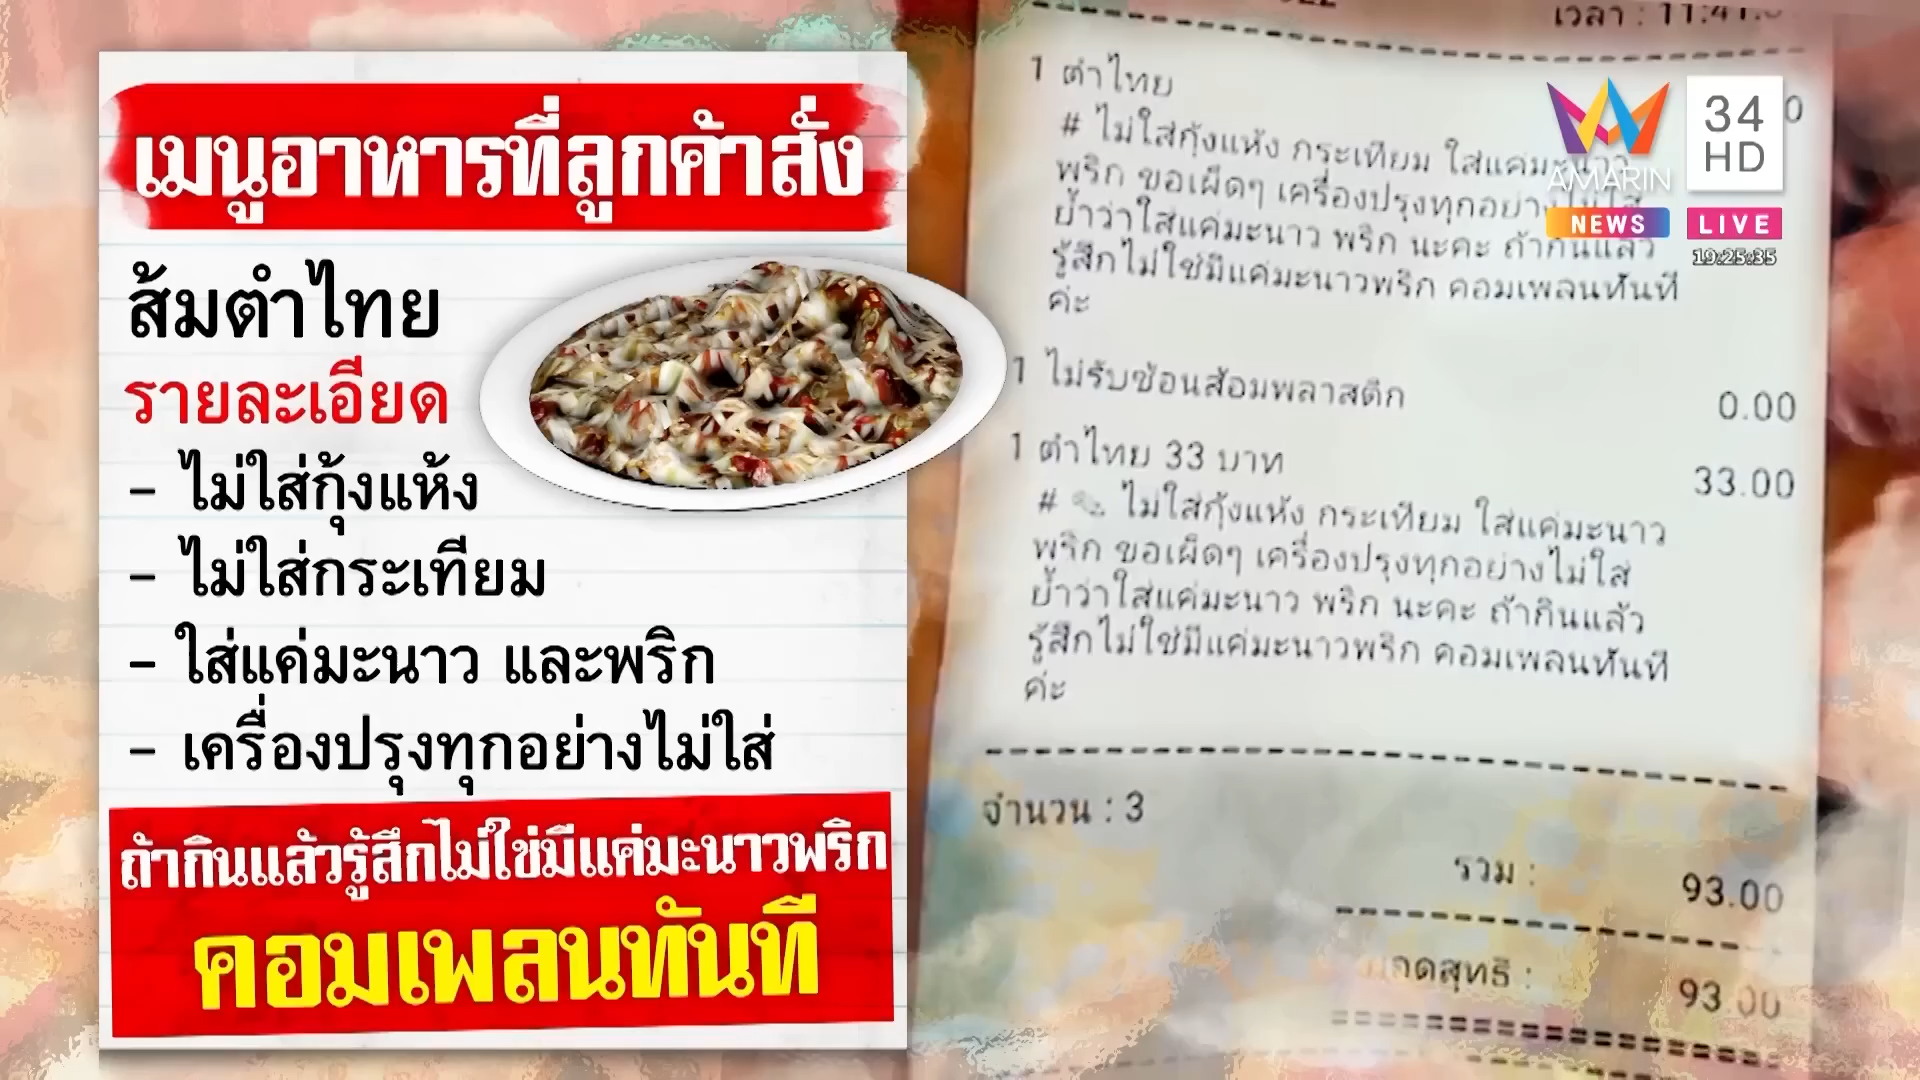 เมนูอาหารที่ลูกค้าสั่ง
ส้มตำไทย
รายละเอียด
- ไม่ใส่กุ้งแห้ง
- ไม่ใส่กระเทียม
- ใส่แค่มะนาว และพริก
- เครื่องปรุงทุกอย่างไม่ใส่
ถ้ากินแล้วรู้สึกไม่ใช่มีแค่มะนาวพริก
คอมเพลนทันที
เวลา : 11:41
1 ตำไทย
# ไม่ใส่กุ้งแห้ง กระเทียม ใส่แค่มะนาว
พริก ขอเผ็ดๆ เครื่องปรุงทุกอย่างไม่ใส่
ย้ำว่าใส่แค่มะนาว พริก นะคะ ถ้ากินแล้ว
รู้สึกไม่ใช่มีแค่มะนาวพริก คอมเพลนทันที
ค่ะ
1 ไม่รับช้อนส้อมพลาสติก 0.00
1 ตำไทย 33 บาท 33.00
# ไม่ใส่กุ้งแห้ง กระเทียม ใส่แค่มะนาว
พริก ขอเผ็ดๆ เครื่องปรุงทุกอย่างไม่ใส่
ย้ำว่าใส่แค่มะนาว พริก นะคะ ถ้ากินแล้ว
รู้สึกไม่ใช่มีแค่มะนาวพริก คอมเพลนทันที
ค่ะ
จำนวน : 3
รวม : 93.00
93.00
AMARIN
NEWS
34
HD
LIVE
19:25:35